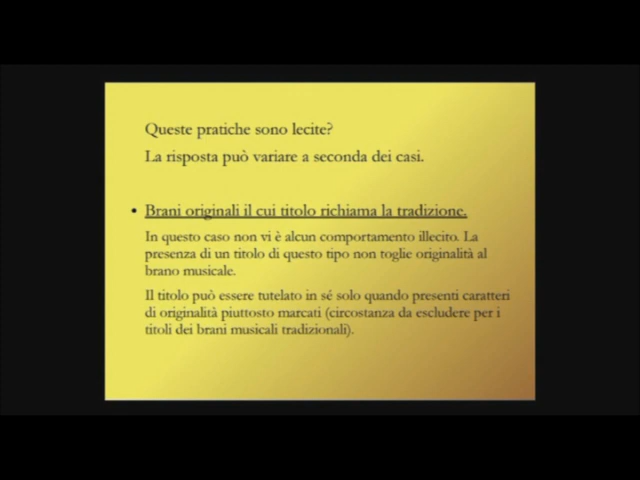 Queste pratiche sono lecite?
La risposta può variare a seconda dei casi.
• Brani originali il cui titolo richiama la tradizione.
In questo caso non vi è alcun comportamento illecito. La
presenza di un titolo di questo tipo non toglie originalità al
brano musicale.
Il titolo può essere tutelato in sé solo quando presenti caratteri
di originalità piuttosto marcati (circostanza da escludere per i
titoli dei brani musicali tradizionali).